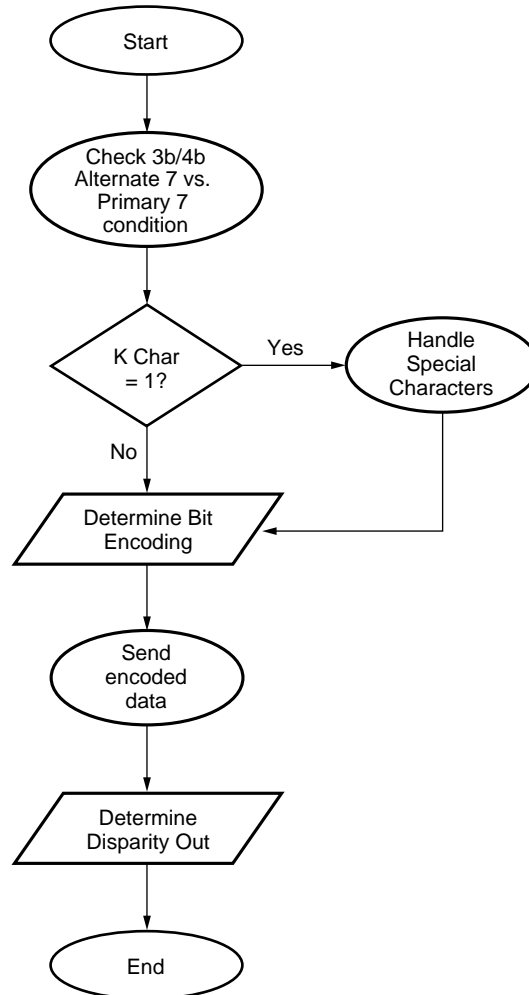 Start
Check 3b/4b
Alternate 7 vs.
Primary 7
condition
K Char
= 1?
Yes
Handle
Special
Characters
No
Determine Bit
Encoding
Send
encoded
data
Determine
Disparity Out
End